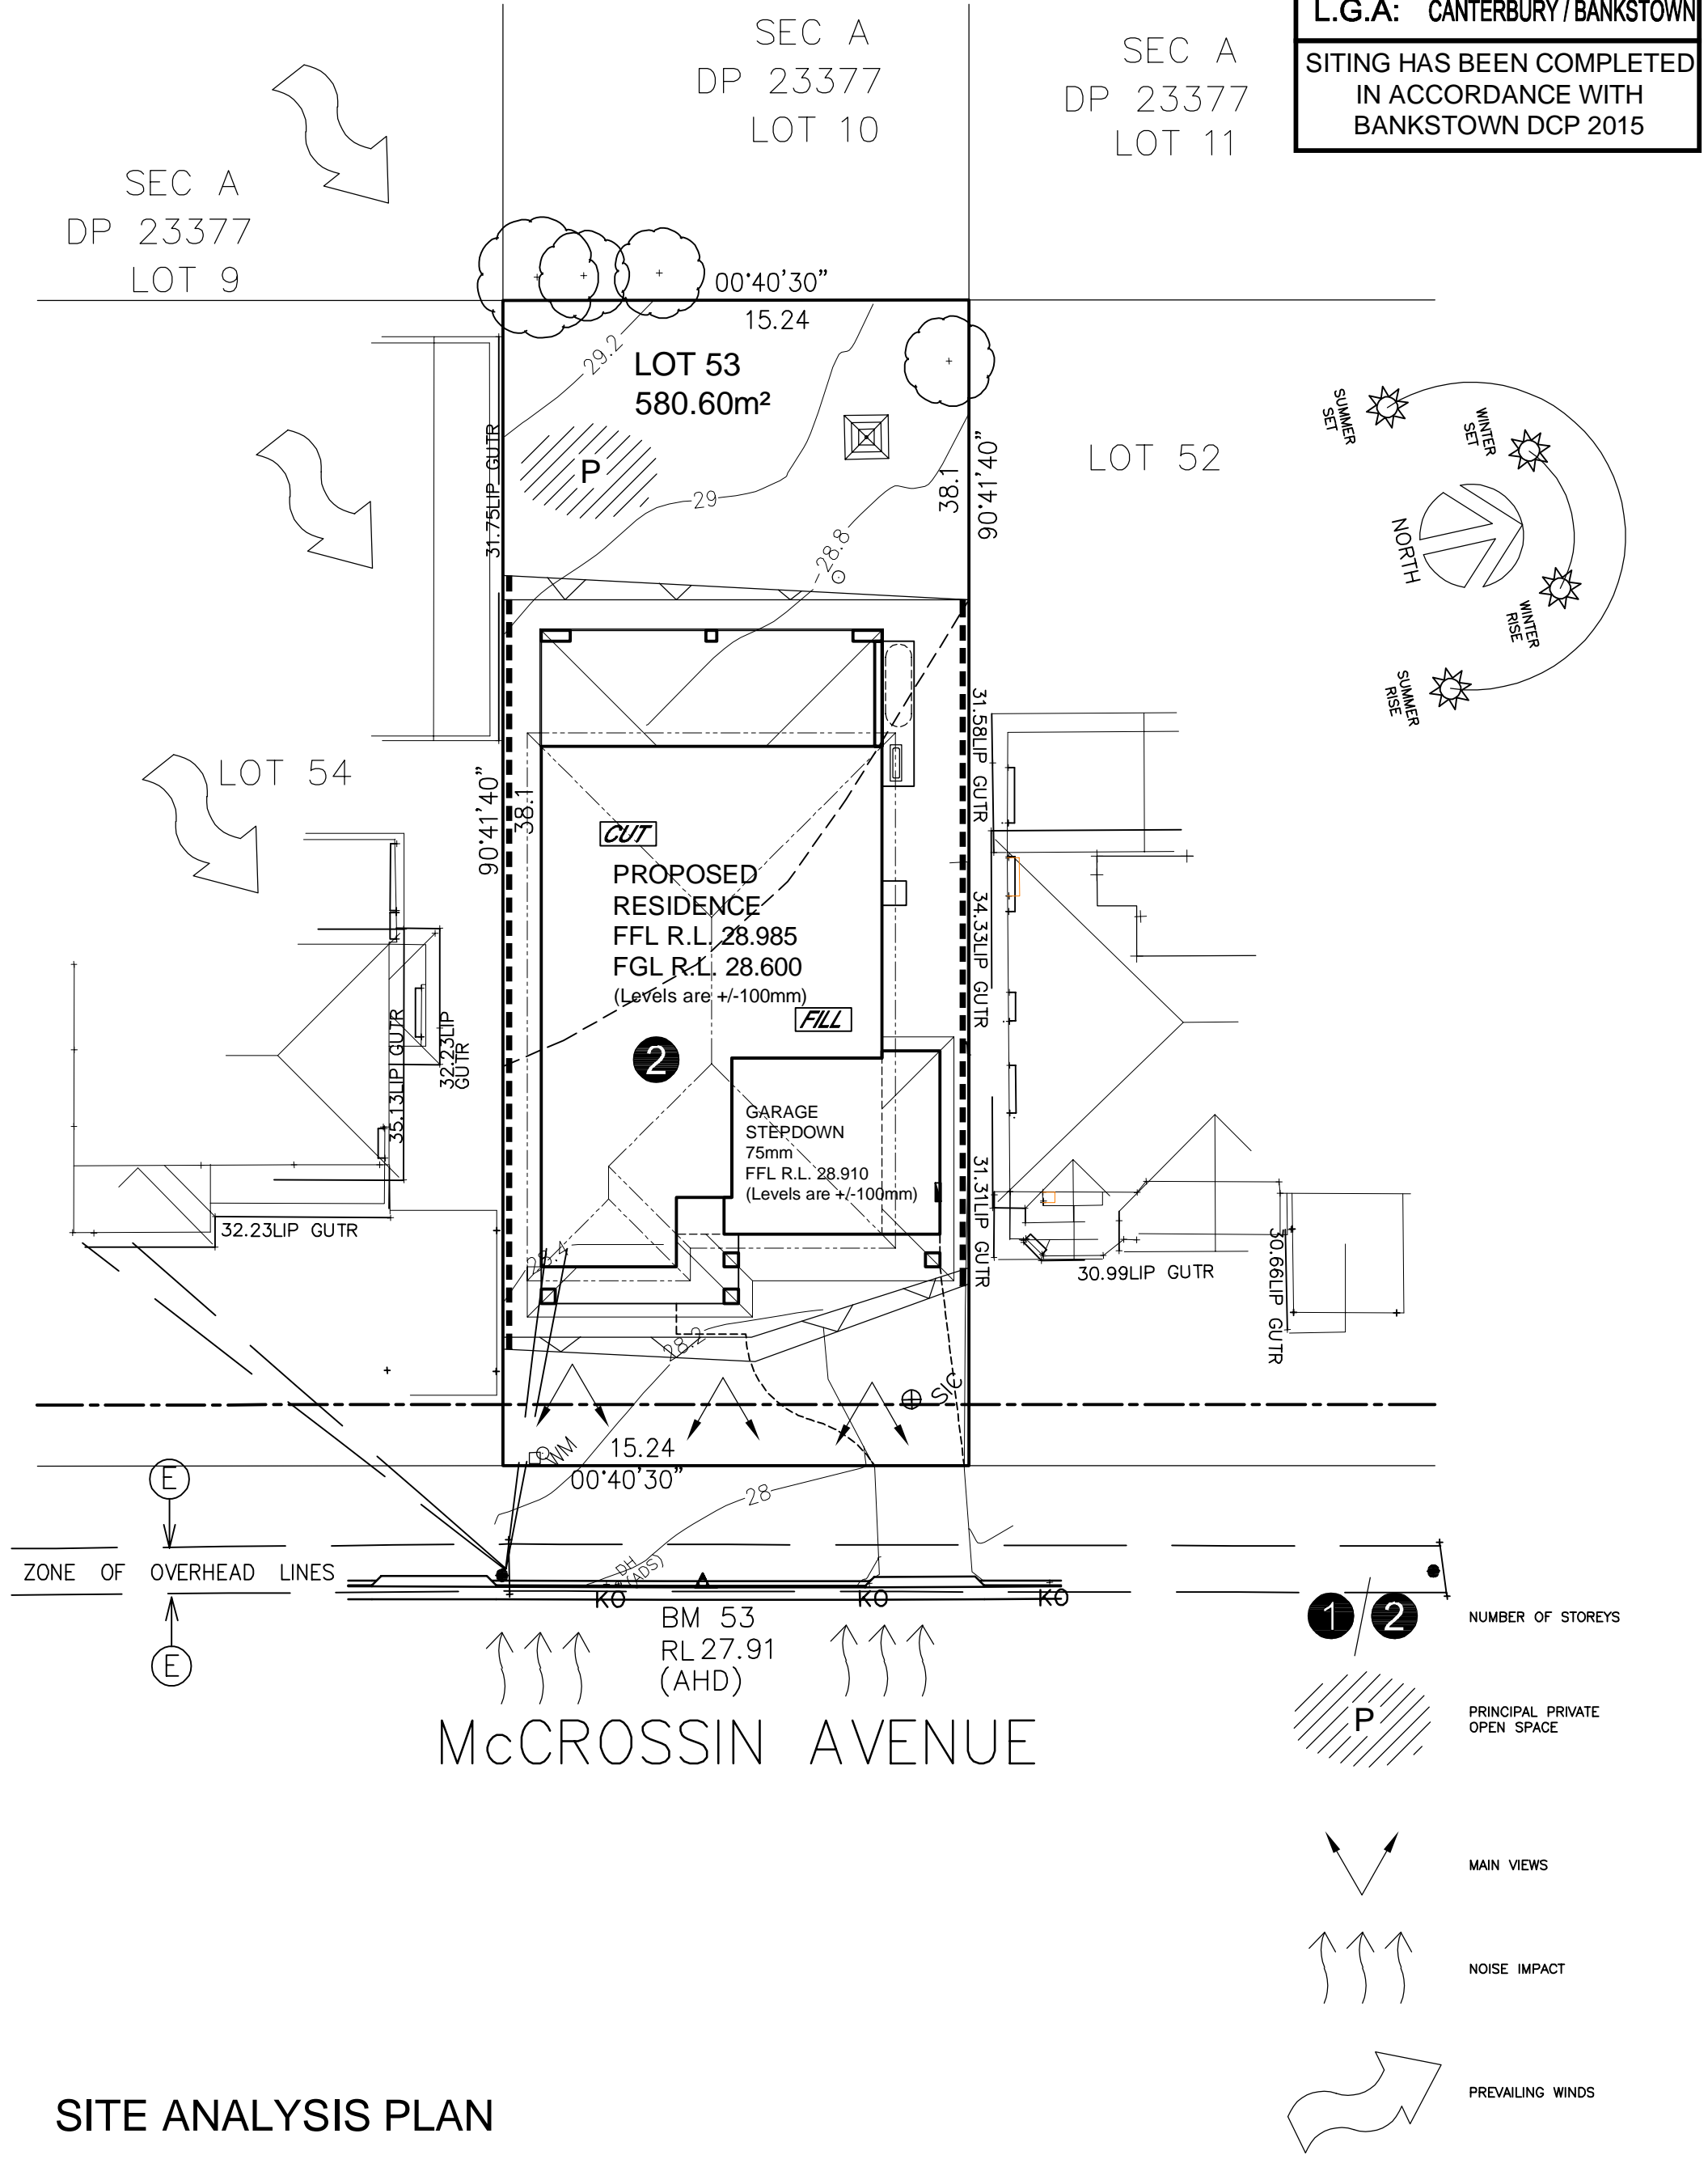 L.G.A: CANTERBURY / BANKSTOWN
SITING HAS BEEN COMPLETED
IN ACCORDANCE WITH
BANKSTOWN DCP 2015
SEC A
DP 23377
LOT 10
SEC A
DP 23377
LOT 11
SEC A
DP 23377
LOT 9
00°40'30"
15.24
29.2
LOT 53
580.60m²
P
31.75LIP GUTR
29
28.8
38.1
90°41'40"
LOT 52
SUMMER
SET
WINTER
SET
NORTH
WINTER
RISE
SUMMER
RISE
LOT 54
90°41'40"
38.1
31.58LIP GUTR
CUT
PROPOSED
RESIDENCE
FFL R.L. 28.985
FGL R.L. 28.600
(Levels are +/-100mm)
FILL
2
34.33LIP GUTR
35.13LIP GUTR
32.23LIP
GUTR
GARAGE
STEPDOWN
75mm
FFL R.L. 28.910
(Levels are +/-100mm)
31.31LIP GUTR
32.23LIP GUTR
30.99LIP GUTR
30.66LIP GUTR
28.4
28.2
SIC
WM
15.24
00°40'30"
28
E
ZONE OF OVERHEAD LINES
E
DH
(ADS)
KO
KO
KO
BM 53
RL 27.91
(AHD)
McCROSSIN AVENUE
1 / 2
NUMBER OF STOREYS
P
PRINCIPAL PRIVATE
OPEN SPACE
MAIN VIEWS
NOISE IMPACT
PREVAILING WINDS
SITE ANALYSIS PLAN